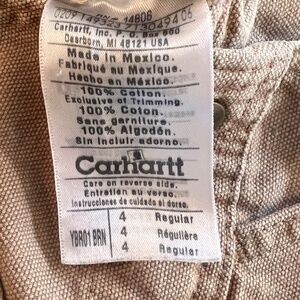 14806
Carhartt, Inc. P.O. Box 600
Dearborn, MI 48121 USA
Made in Mexico.
Fabriqué au Mexique.
Hecho en México.
100% Cotton.
Exclusive of Trimming.
100% Coton.
Sans garniture.
100% Algodón.
Sin incluir adorno.
Carhartt
Care on reverse side.
Entretien au verso.
Instrucciones de cuidado al dorso.
YBR01 BRN
4 Regular
4 Régulière
4 Regular